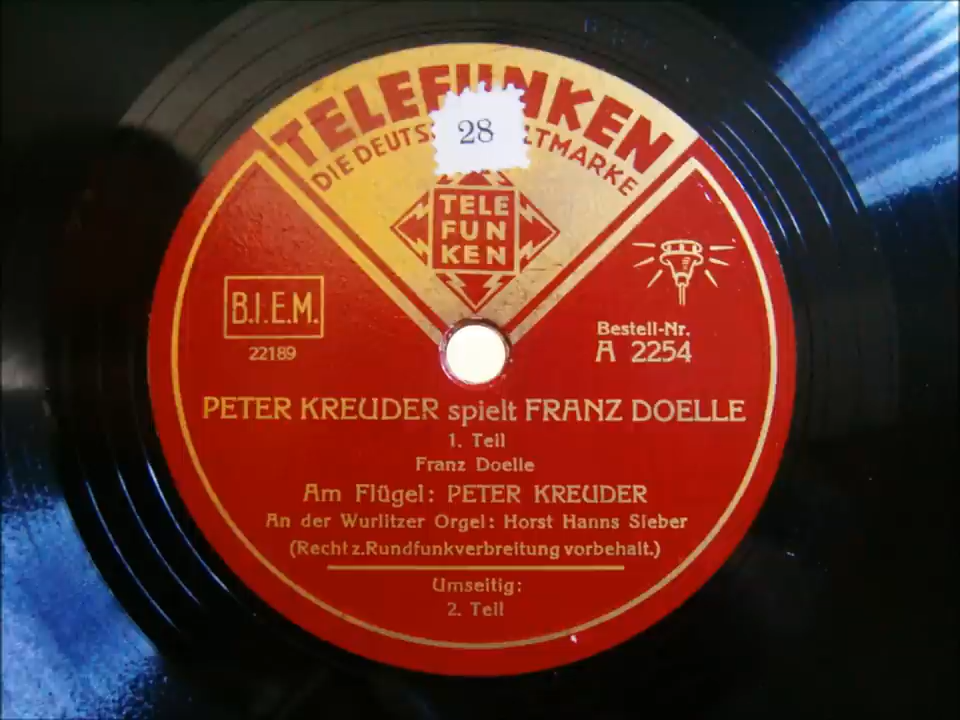 TELEFUNKEN
DIE DEUTS LTMARKE
28
TELE
FUN
KEN
B.I.E.M.
22189
Bestell-Nr.
A 2254
PETER KREUDER spielt FRANZ DOELLE
1. Teil
Franz Doelle
Am Flügel: PETER KREUDER
An der Wurlitzer Orgel: Horst Hanns Sieber
(Recht z. Rundfunkverbreitung vorbehalt.)
Umseitig:
2. Teil